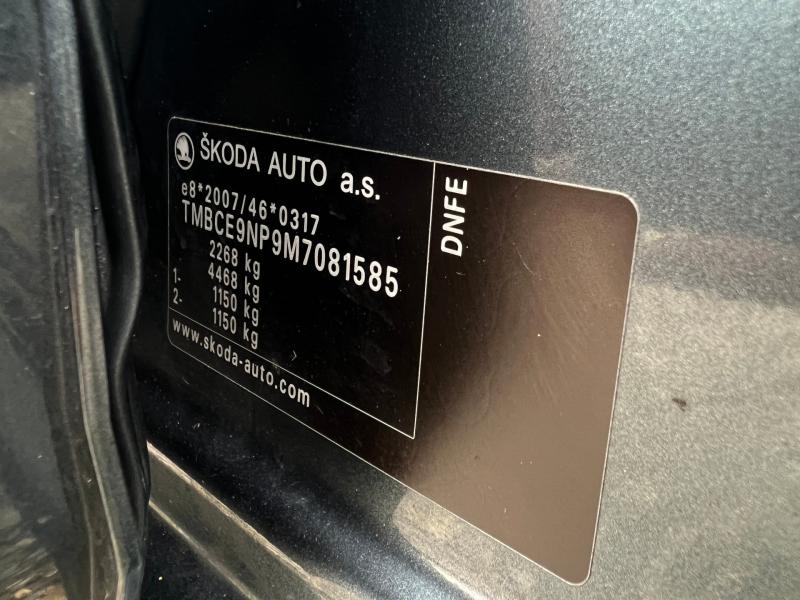 ŠKODA AUTO a.s.
e8*2007/46*0317
TMBCE9NP9M7081585
2268 kg
4468 kg
1- 1150 kg
2- 1150 kg
www.skoda-auto.com
DNFE